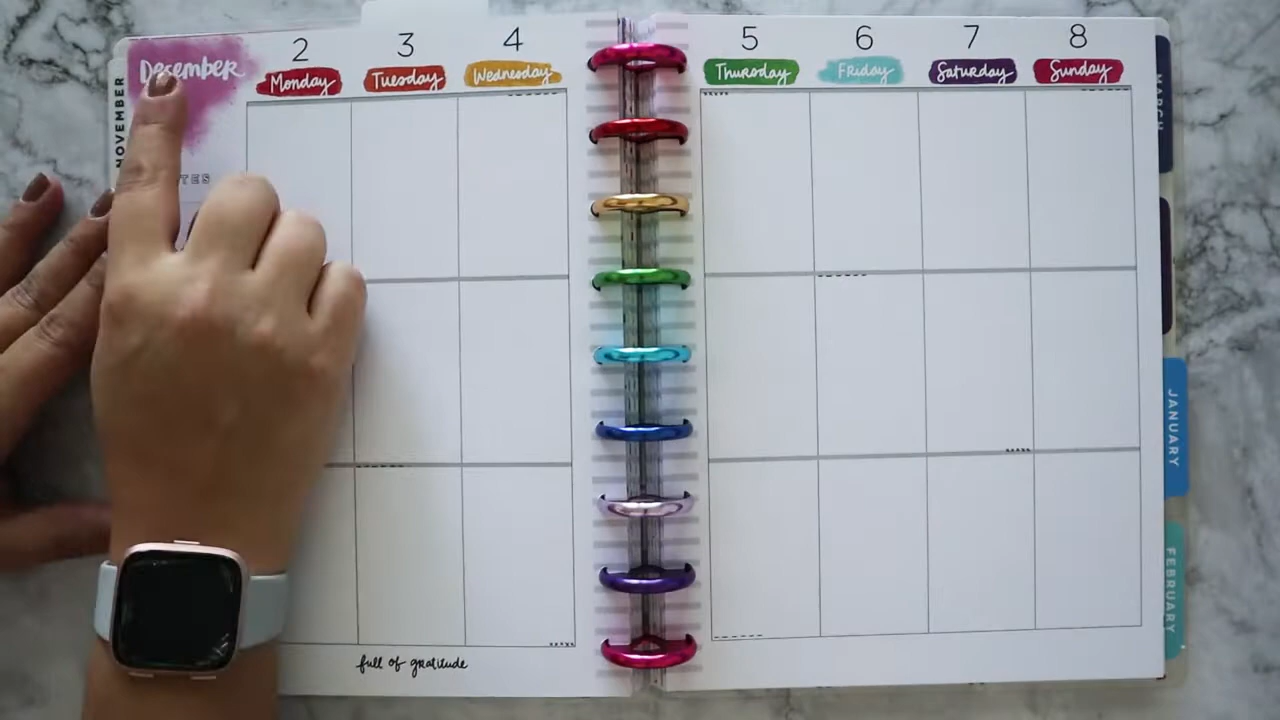 December
2 3 4 5 6 7 8
Monday Tuesday Wednesday Thursday Friday Saturday Sunday
NOVEMBER
TES
MARCH
JANUARY
FEBRUARY
full of gratitude